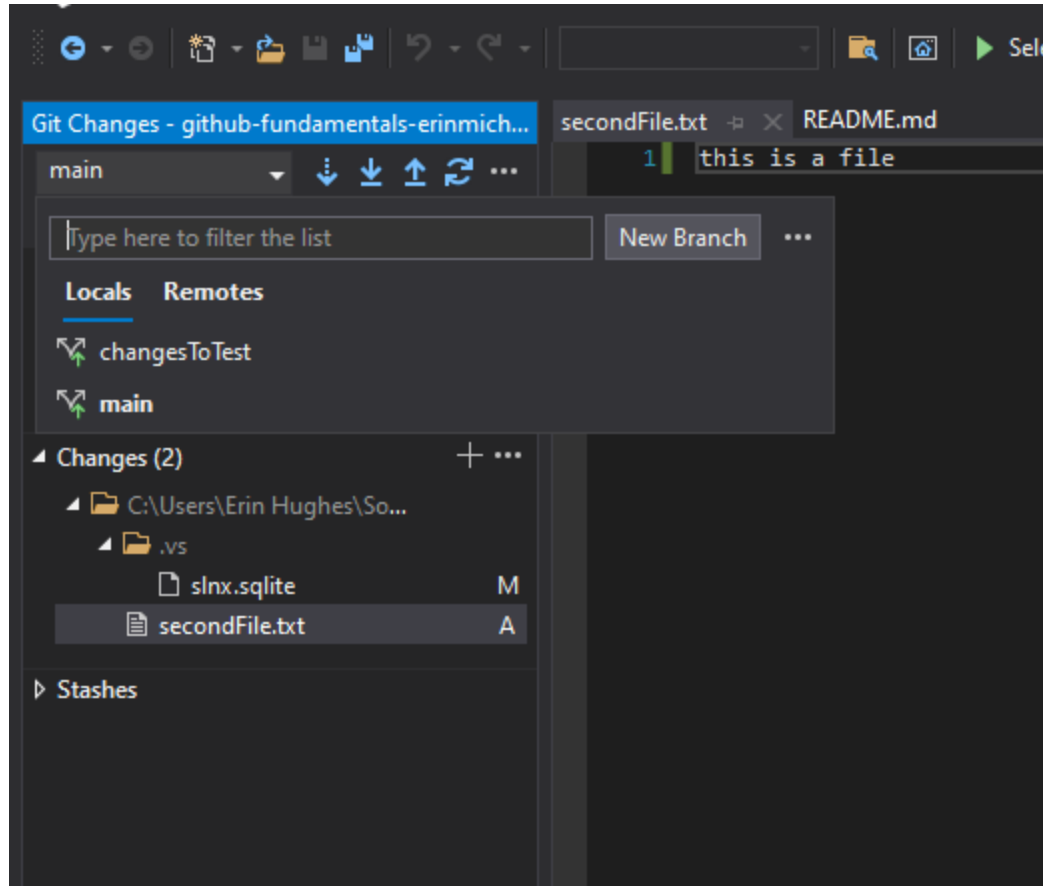 Sele
Git Changes - github-fundamentals-erinmich...
secondFile.txt
README.md
main
1 this is a file
Type here to filter the list
New Branch
Locals Remotes
changesToTest
main
Changes (2)
C:\Users\Erin Hughes\So...
.vs
slnx.sqlite M
secondFile.txt A
Stashes